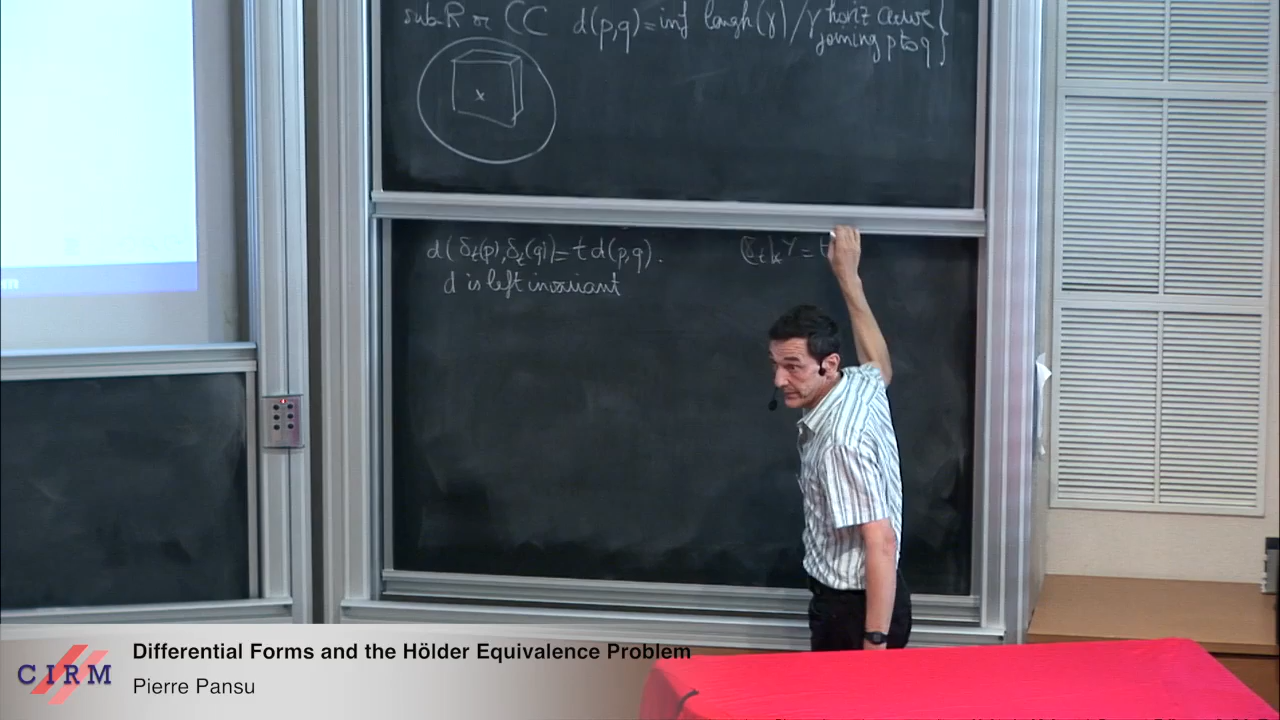 sub R or CC d(p,q) = inf { length(γ) / γ horiz curve
joining p to q }
x
d(δₜ(p), δₜ(q)) = t d(p,q).
d is left invariant
(δₜ)ₓ Y = t
CIRM
Differential Forms and the Hölder Equivalence Problem
Pierre Pansu